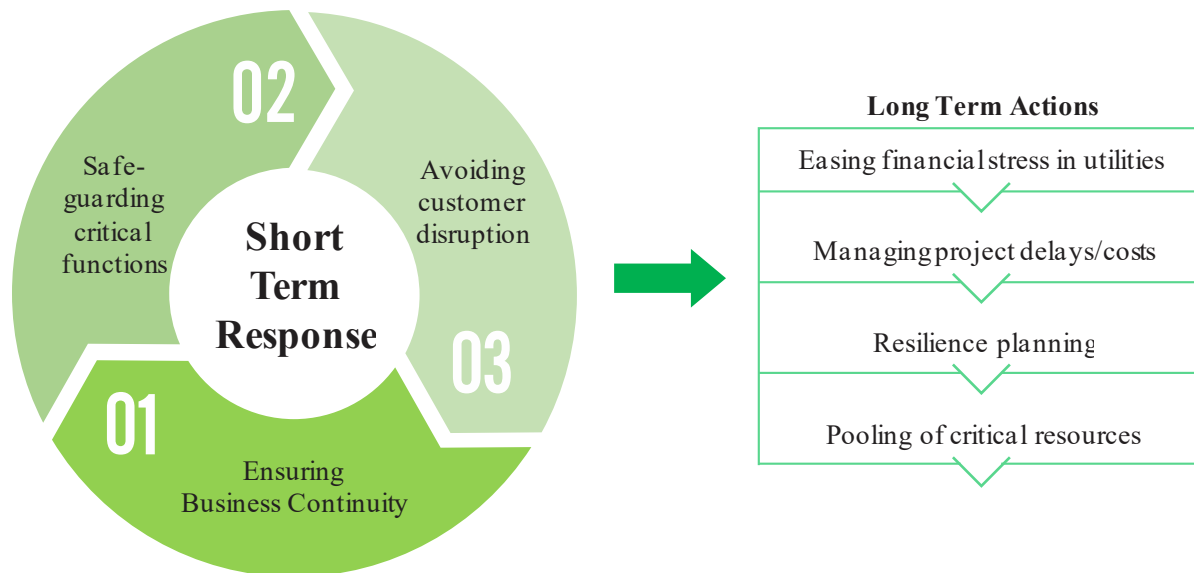 02
Safe-
guarding
critical
functions
Avoiding
customer
disruption
Short
Term
Response
03
01
Ensuring
Business Continuity
Long Term Actions
Easing financial stress in utilities
Managing project delays/costs
Resilience planning
Pooling of critical resources